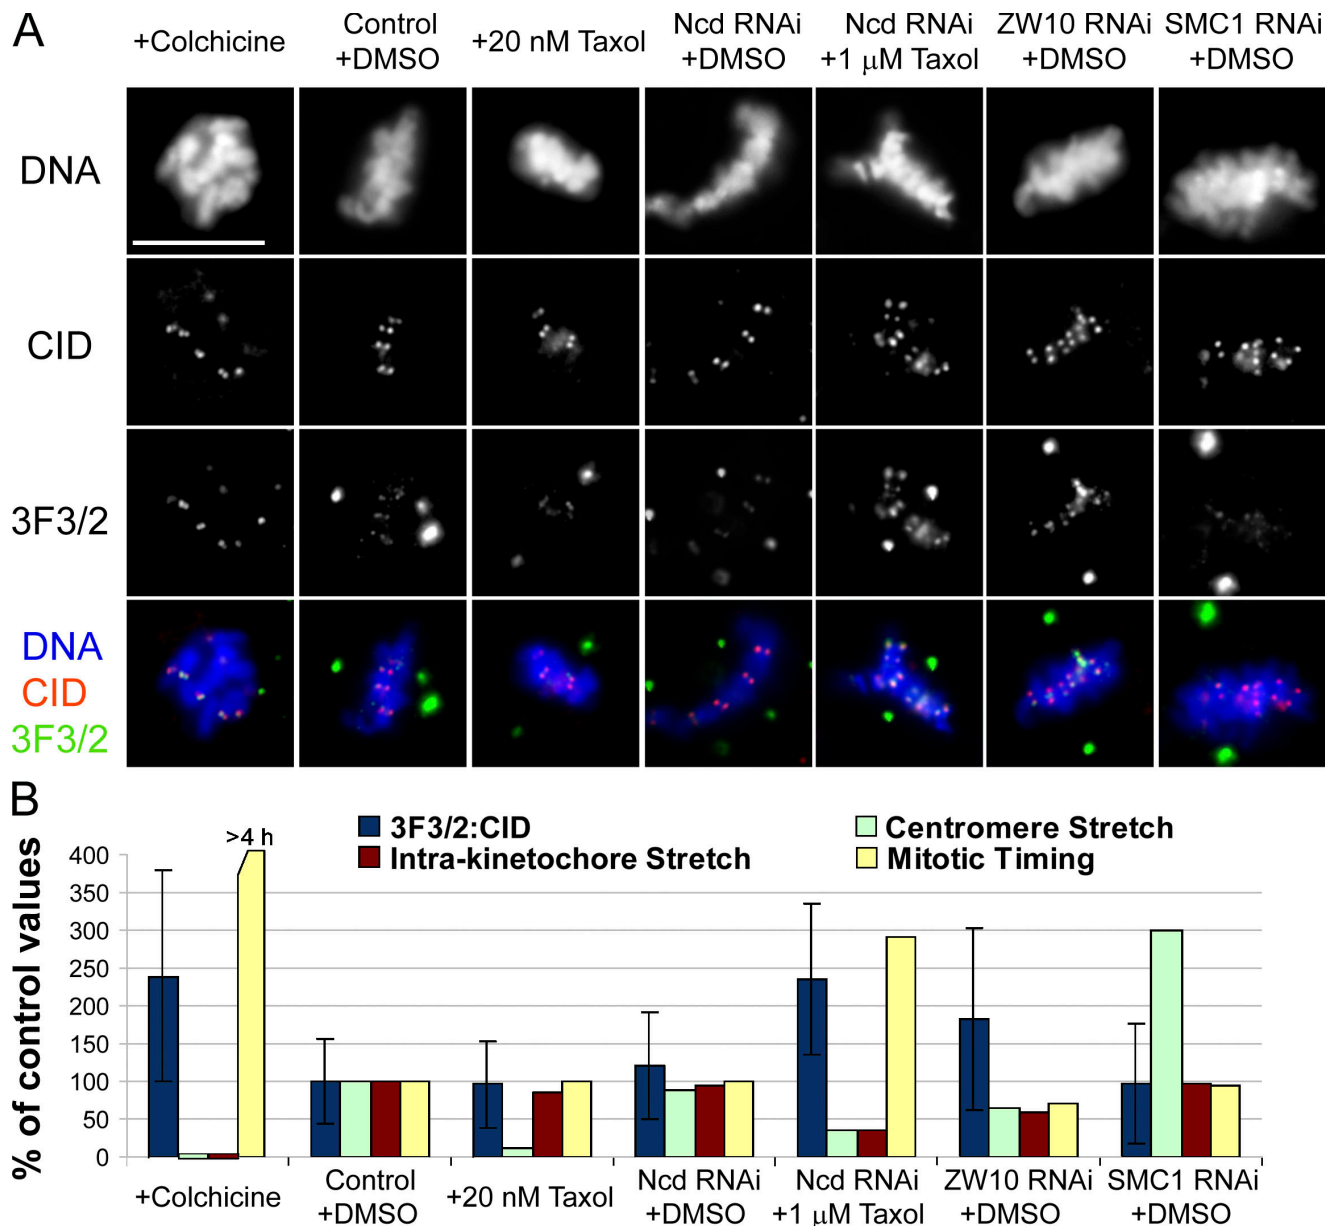 A
+Colchicine
Control
+DMSO
+20 nM Taxol
Ncd RNAi
+DMSO
Ncd RNAi
+1 µM Taxol
ZW10 RNAi
+DMSO
SMC1 RNAi
+DMSO
DNA
CID
3F3/2
DNA
CID
3F3/2
B
>4 h
3F3/2:CID
Centromere Stretch
Intra-kinetochore Stretch
Mitotic Timing
% of control values
400
350
300
250
200
150
100
50
0
+Colchicine
Control
+DMSO
+20 nM Taxol
Ncd RNAi
+DMSO
Ncd RNAi
+1 µM Taxol
ZW10 RNAi
+DMSO
SMC1 RNAi
+DMSO